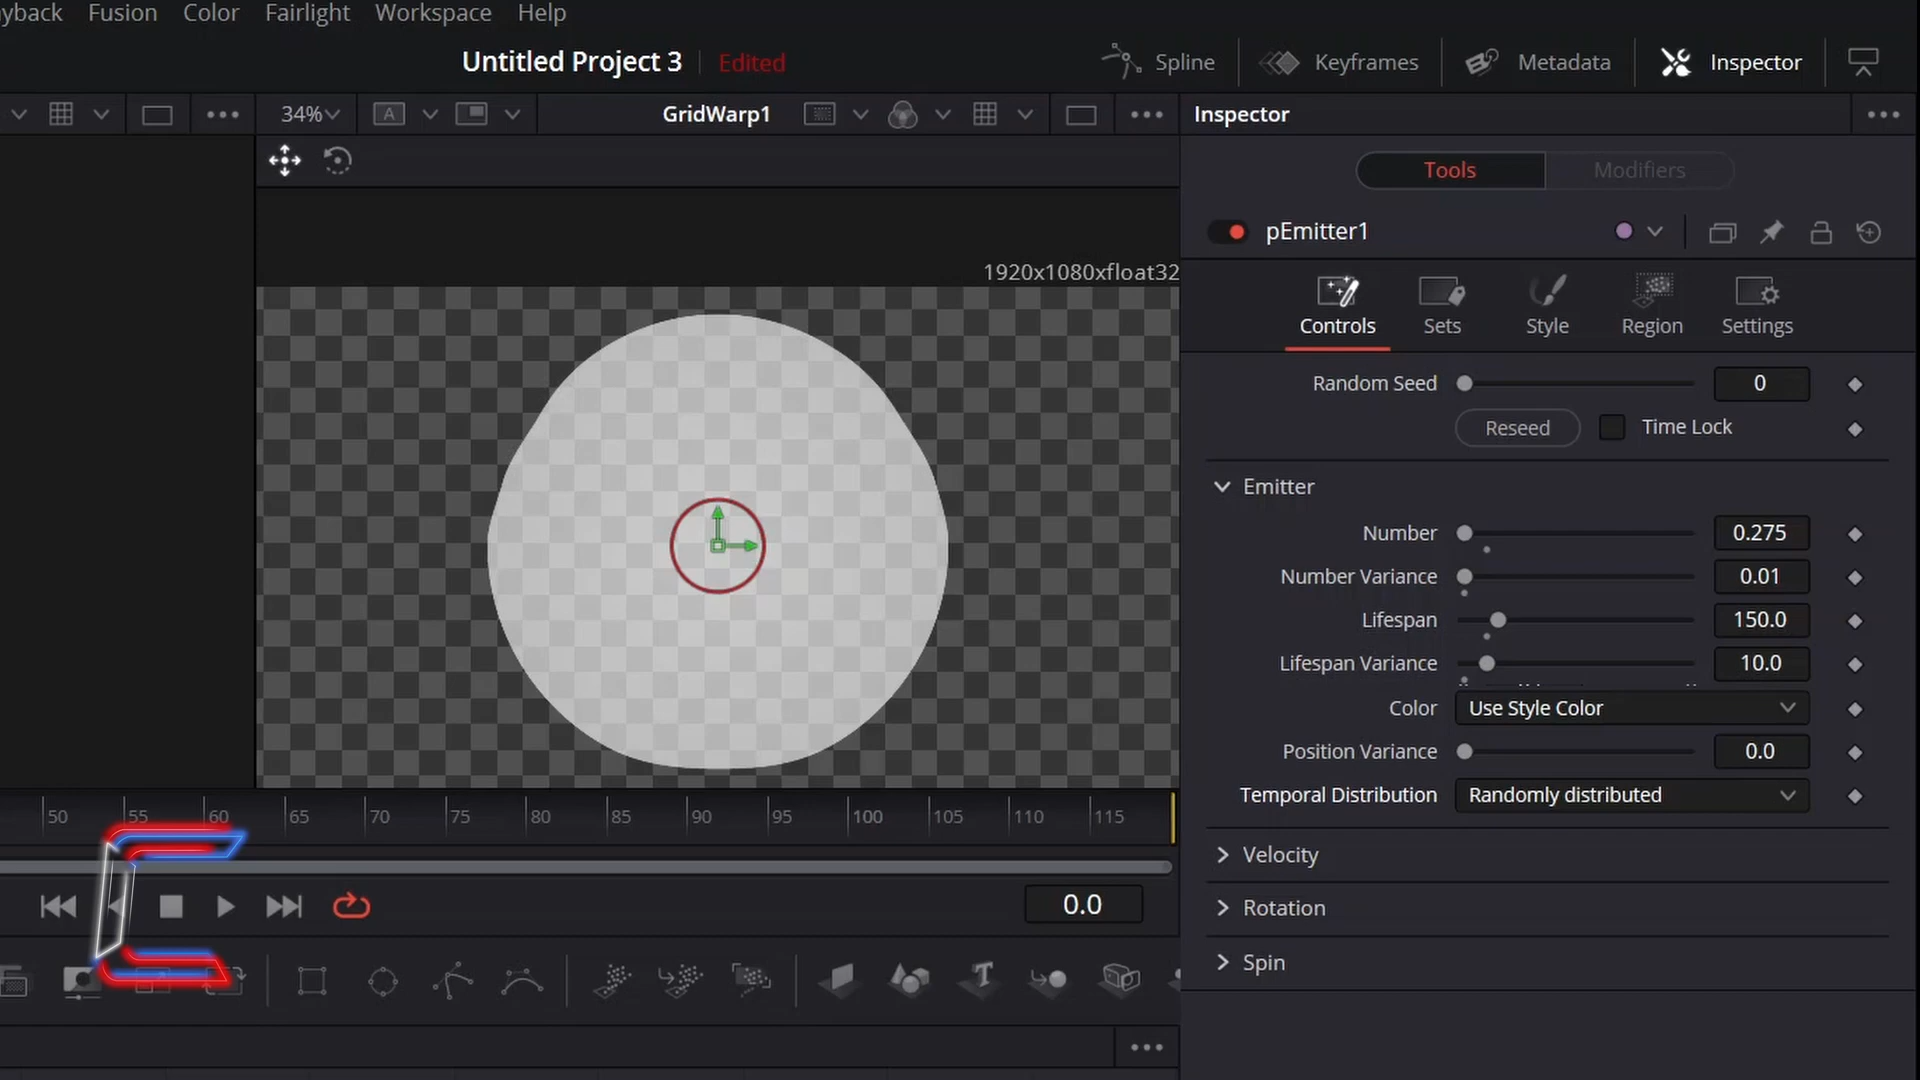 yback Fusion Color Fairlight Workspace Help
Untitled Project 3 Edited
Spline Keyframes Metadata Inspector
34% A GridWarp1
Inspector
Tools Modifiers
pEmitter1
1920x1080xfloat32
Controls Sets Style Region Settings
Random Seed 0
Reseed Time Lock
Emitter
Number 0.275
Number Variance 0.01
Lifespan 150.0
Lifespan Variance 10.0
Color Use Style Color
Position Variance 0.0
Temporal Distribution Randomly distributed
50 55 60 65 70 75 80 85 90 95 100 105 110 115
Velocity
0.0
Rotation
Spin